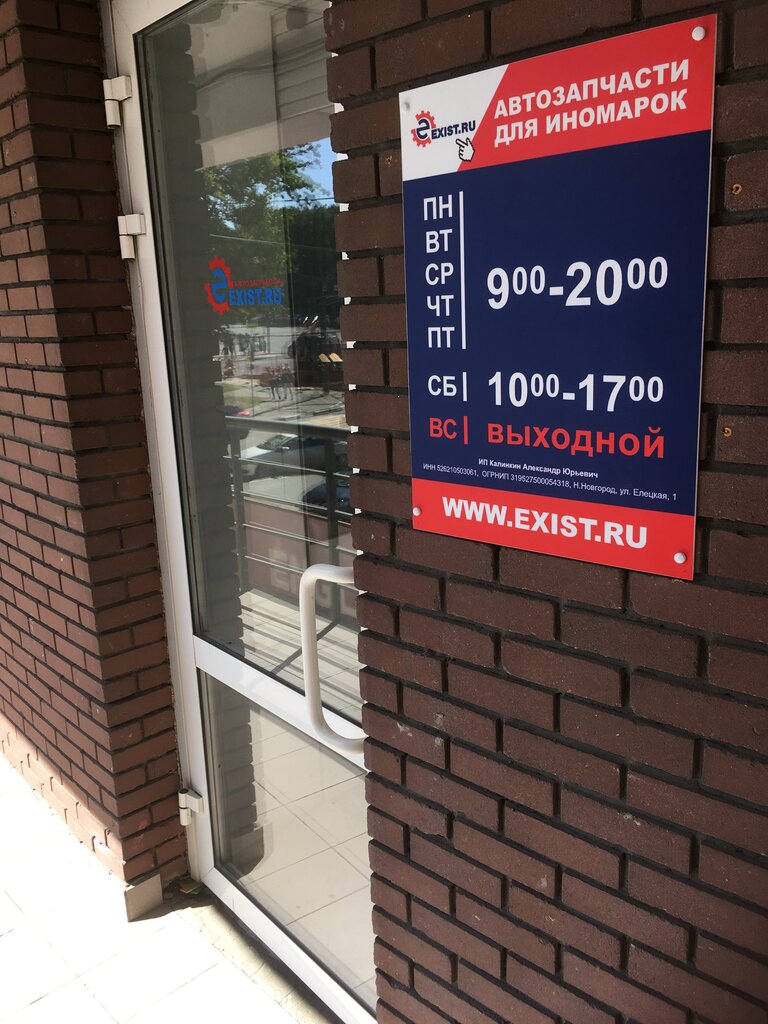 EXIST.RU
АВТОЗАПЧАСТИ
ДЛЯ ИНОМАРОК
ПН
ВТ
СР
ЧТ
ПТ
9⁰⁰-20⁰⁰
СБ 10⁰⁰-17⁰⁰
ВС ВЫХОДНОЙ
ИП Калинкин Александр Юрьевич
ИНН 526210503061, ОГРНИП 319527500054318, Н.Новгород, ул. Елецкая, 1
WWW.EXIST.RU
АВТОЗАПЧАСТИ
EXIST.RU